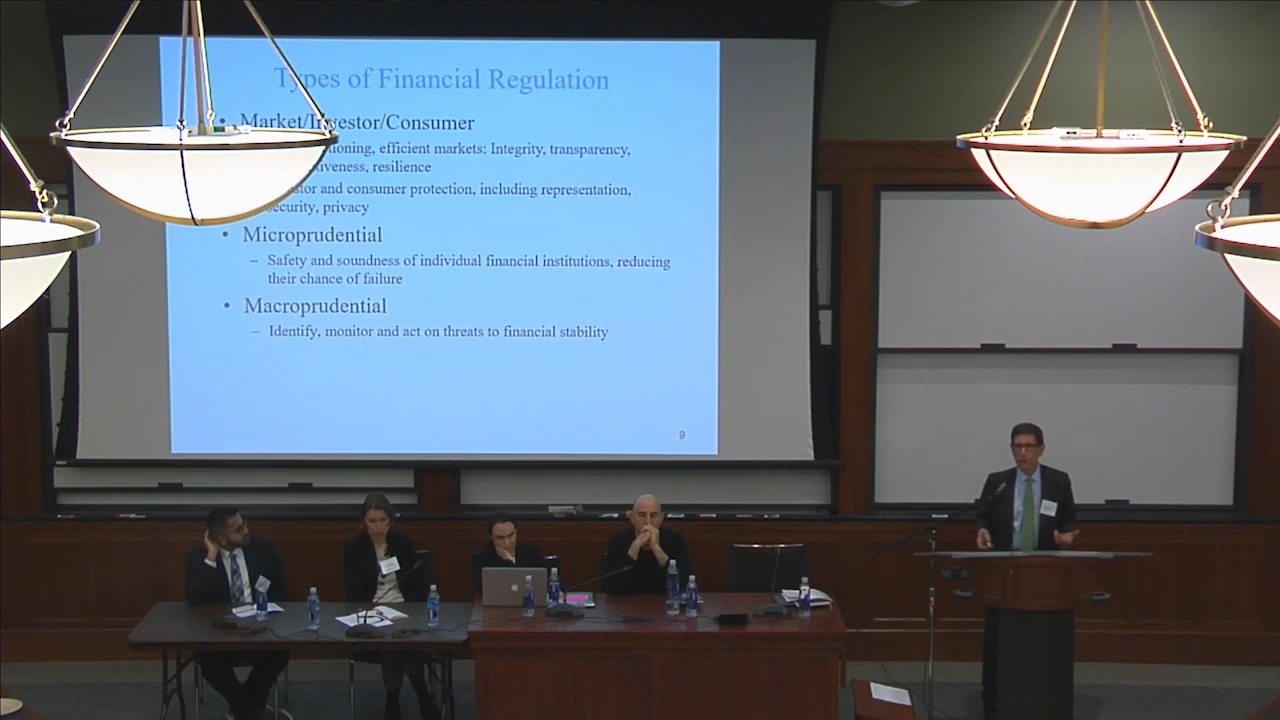 Types of Financial Regulation
• Market/Investor/Consumer
efficient markets: Integrity, transparency,
resilience
and consumer protection, including representation,
security, privacy
• Microprudential
– Safety and soundness of individual financial institutions, reducing
their chance of failure
• Macroprudential
– Identify, monitor and act on threats to financial stability
9